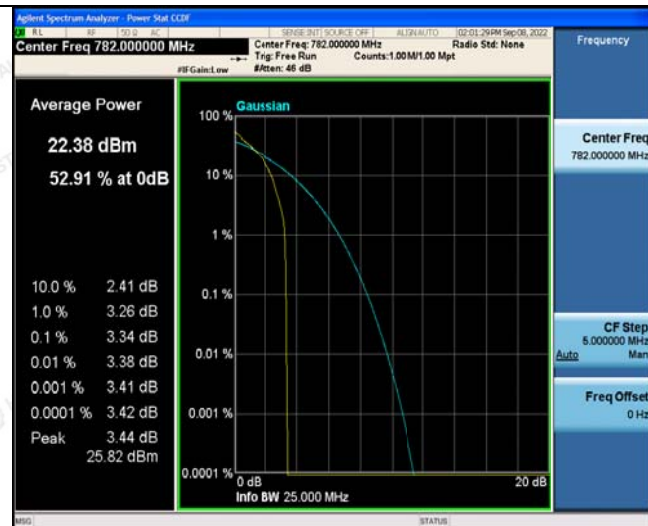 Agilent Spectrum Analyzer - Power Stat CCDF
RL RF 50 Ω AC SENSE:INT SOURCE OFF ALIGNAUTO 02:01:29 PM Sep 08, 2022
Center Freq 782.000000 MHz
Center Freq: 782.000000 MHz Radio Std: None
Trig: Free Run Counts:1.00 M/1.00 Mpt
#IFGain:Low #Atten: 46 dB
Frequency
Average Power
22.38 dBm
52.91 % at 0dB
10.0 % 2.41 dB
1.0 % 3.26 dB
0.1 % 3.34 dB
0.01 % 3.38 dB
0.001 % 3.41 dB
0.0001 % 3.42 dB
Peak 3.44 dB
25.82 dBm
Gaussian
100 %
10 %
1 %
0.1 %
0.01 %
0.001 %
0.0001 %
0 dB 20 dB
Info BW 25.000 MHz
Center Freq
782.000000 MHz
CF Step
5.000000 MHz
Auto Man
Freq Offset
0 Hz
MSG STATUS